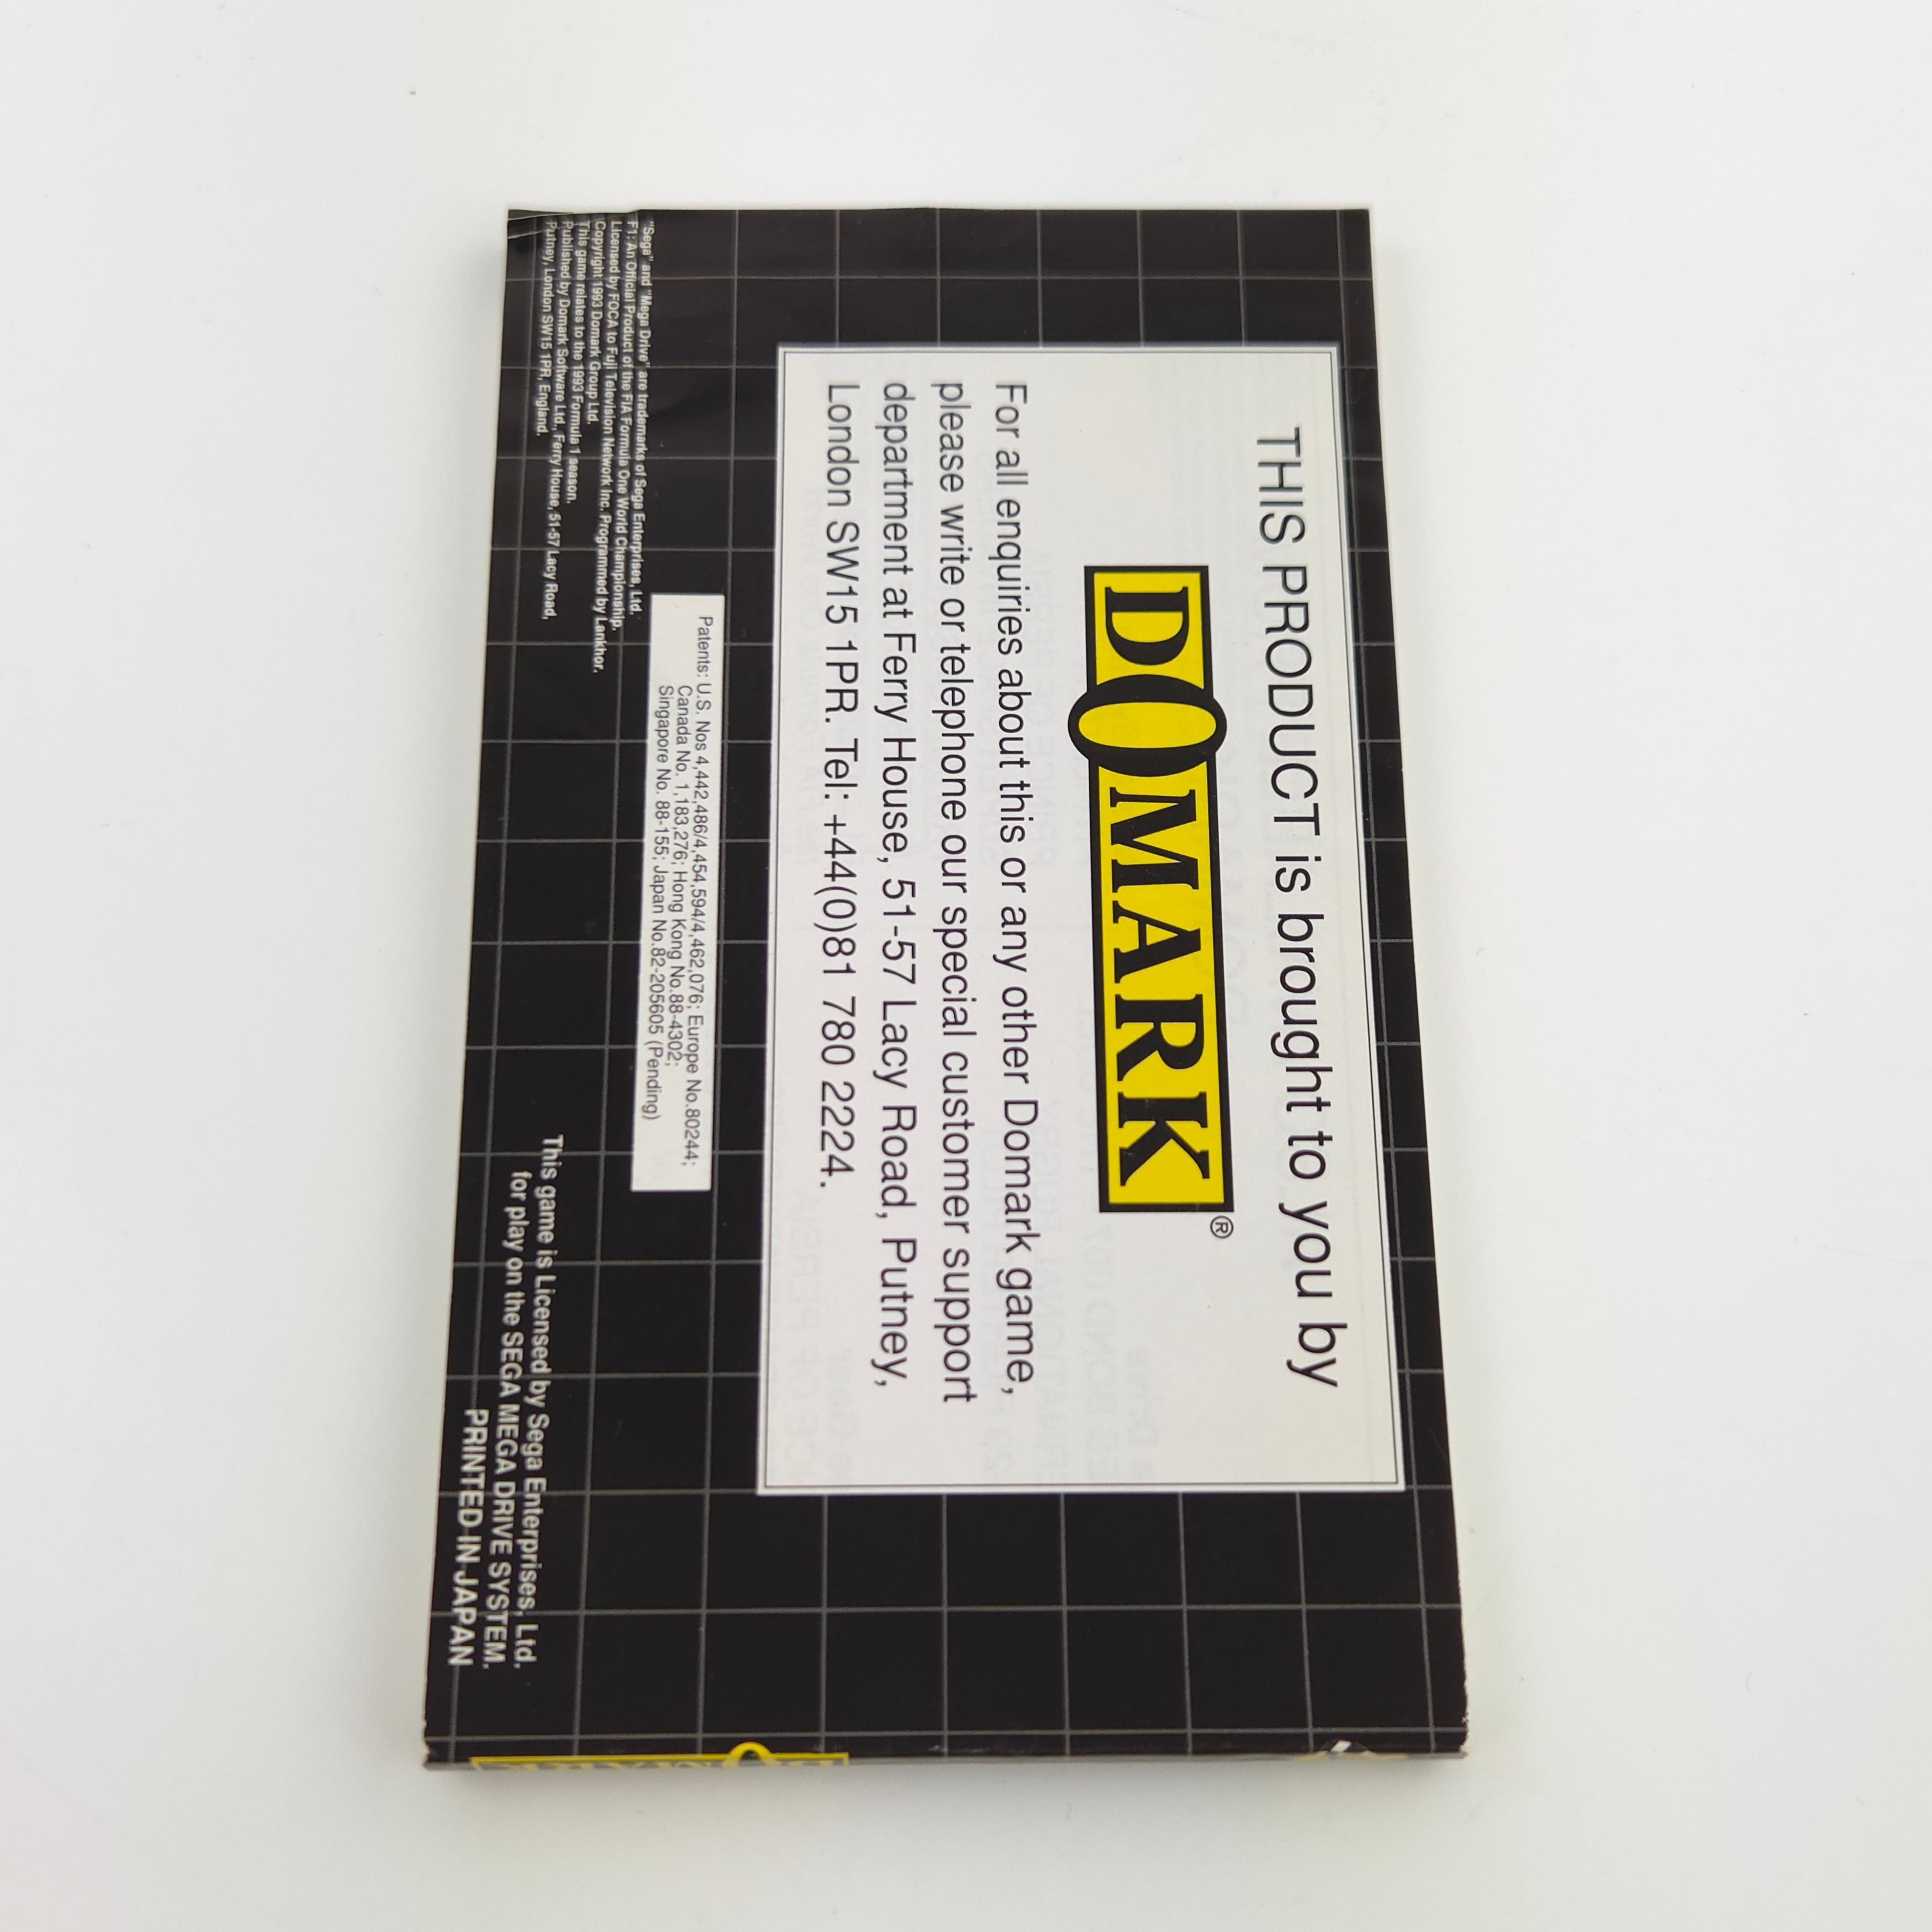 THIS PRODUCT is brought to you by
DOMARK®
For all enquiries about this or any other Domark game,
please write or telephone our special customer support
department at Ferry House, 51-57 Lacy Road, Putney,
London SW15 1PR. Tel: +44(0)81 780 2224.
Patents: U.S. Nos 4,442,486/4,454,594/4,462,076; Europe No.80244;
Canada No. 1,183,276; Hong Kong No.88-4302;
Singapore No. 88-155; Japan No.82-205605 (Pending)
"Sega" and "Mega Drive" are trademarks of Sega Enterprises, Ltd.
F1: An Official Product of the FIA Formula One World Championship.
Licensed by FOCA to Fuji Television Network Inc. Programmed by Lankhor.
Copyright 1993 Domark Group Ltd.
This game relates to the 1993 Formula 1 season.
Published by Domark Software Ltd., Ferry House, 51-57 Lacy Road,
Putney, London SW15 1PR, England.
This game is Licensed by Sega Enterprises, Ltd.
for play on the SEGA MEGA DRIVE SYSTEM.
PRINTED IN JAPAN